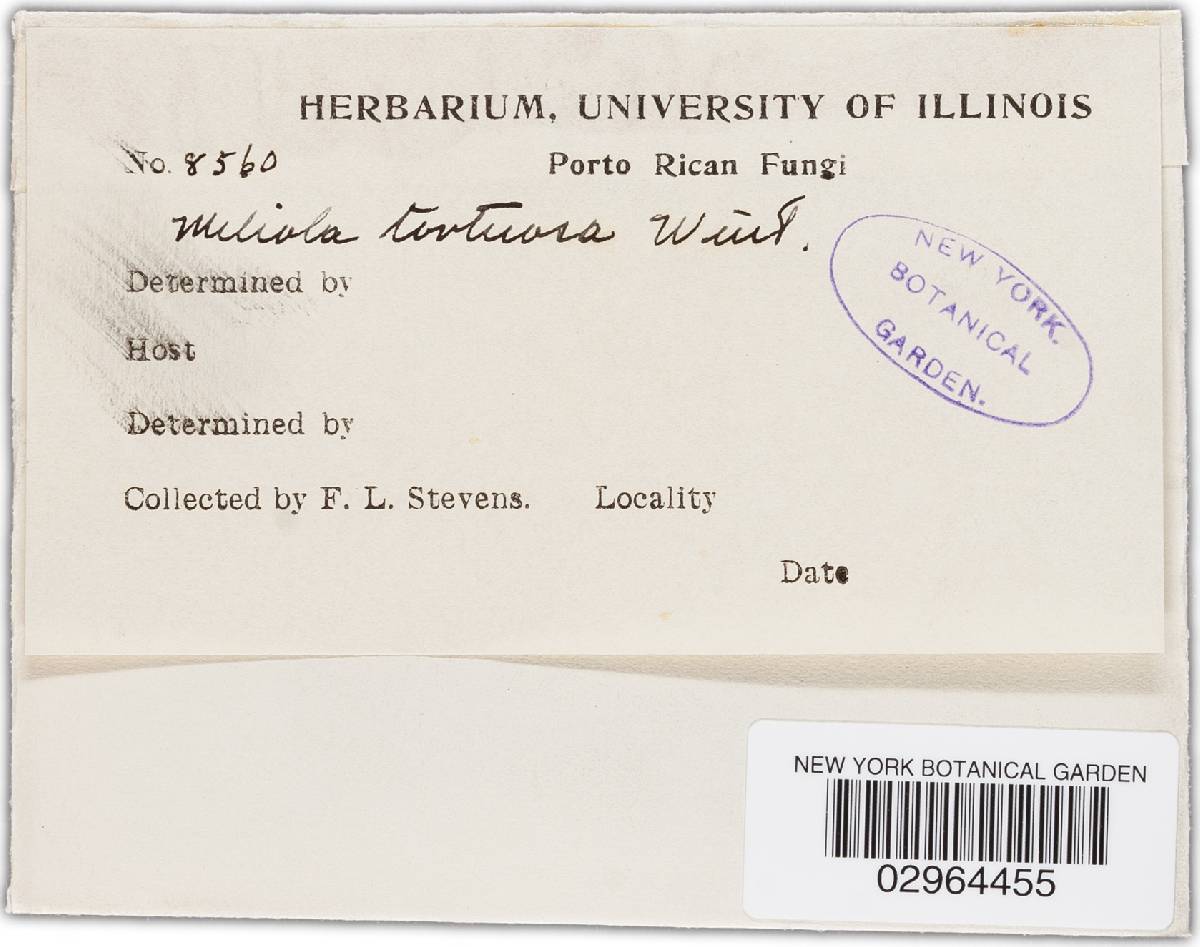 HERBARIUM, UNIVERSITY OF ILLINOIS
No. 8560 Porto Rican Fungi
Meliola tortuosa Wint.
Determined by
Host
Determined by
Collected by F. L. Stevens. Locality
Date
NEW YORK
BOTANICAL
GARDEN.
NEW YORK BOTANICAL GARDEN
02964455